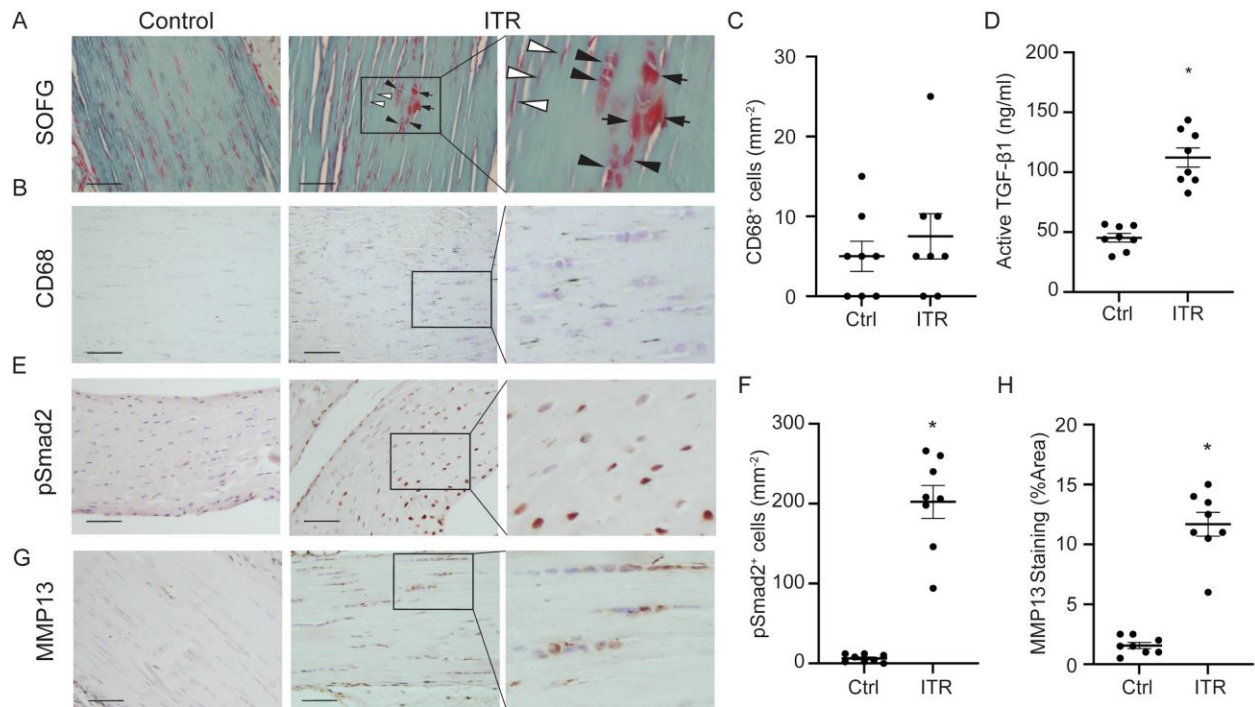 A
Control
ITR
SOFG
B
CD68
E
pSmad2
G
MMP13
C
CD68⁺ cells (mm⁻²)
30
20
10
0
Ctrl
ITR
D
Active TGF-β1 (ng/ml)
200
150
100
50
0
*
Ctrl
ITR
F
pSmad2⁺ cells (mm⁻²)
300
200
100
0
*
Ctrl
ITR
H
MMP13 Staining (%Area)
20
15
10
5
0
*
Ctrl
ITR